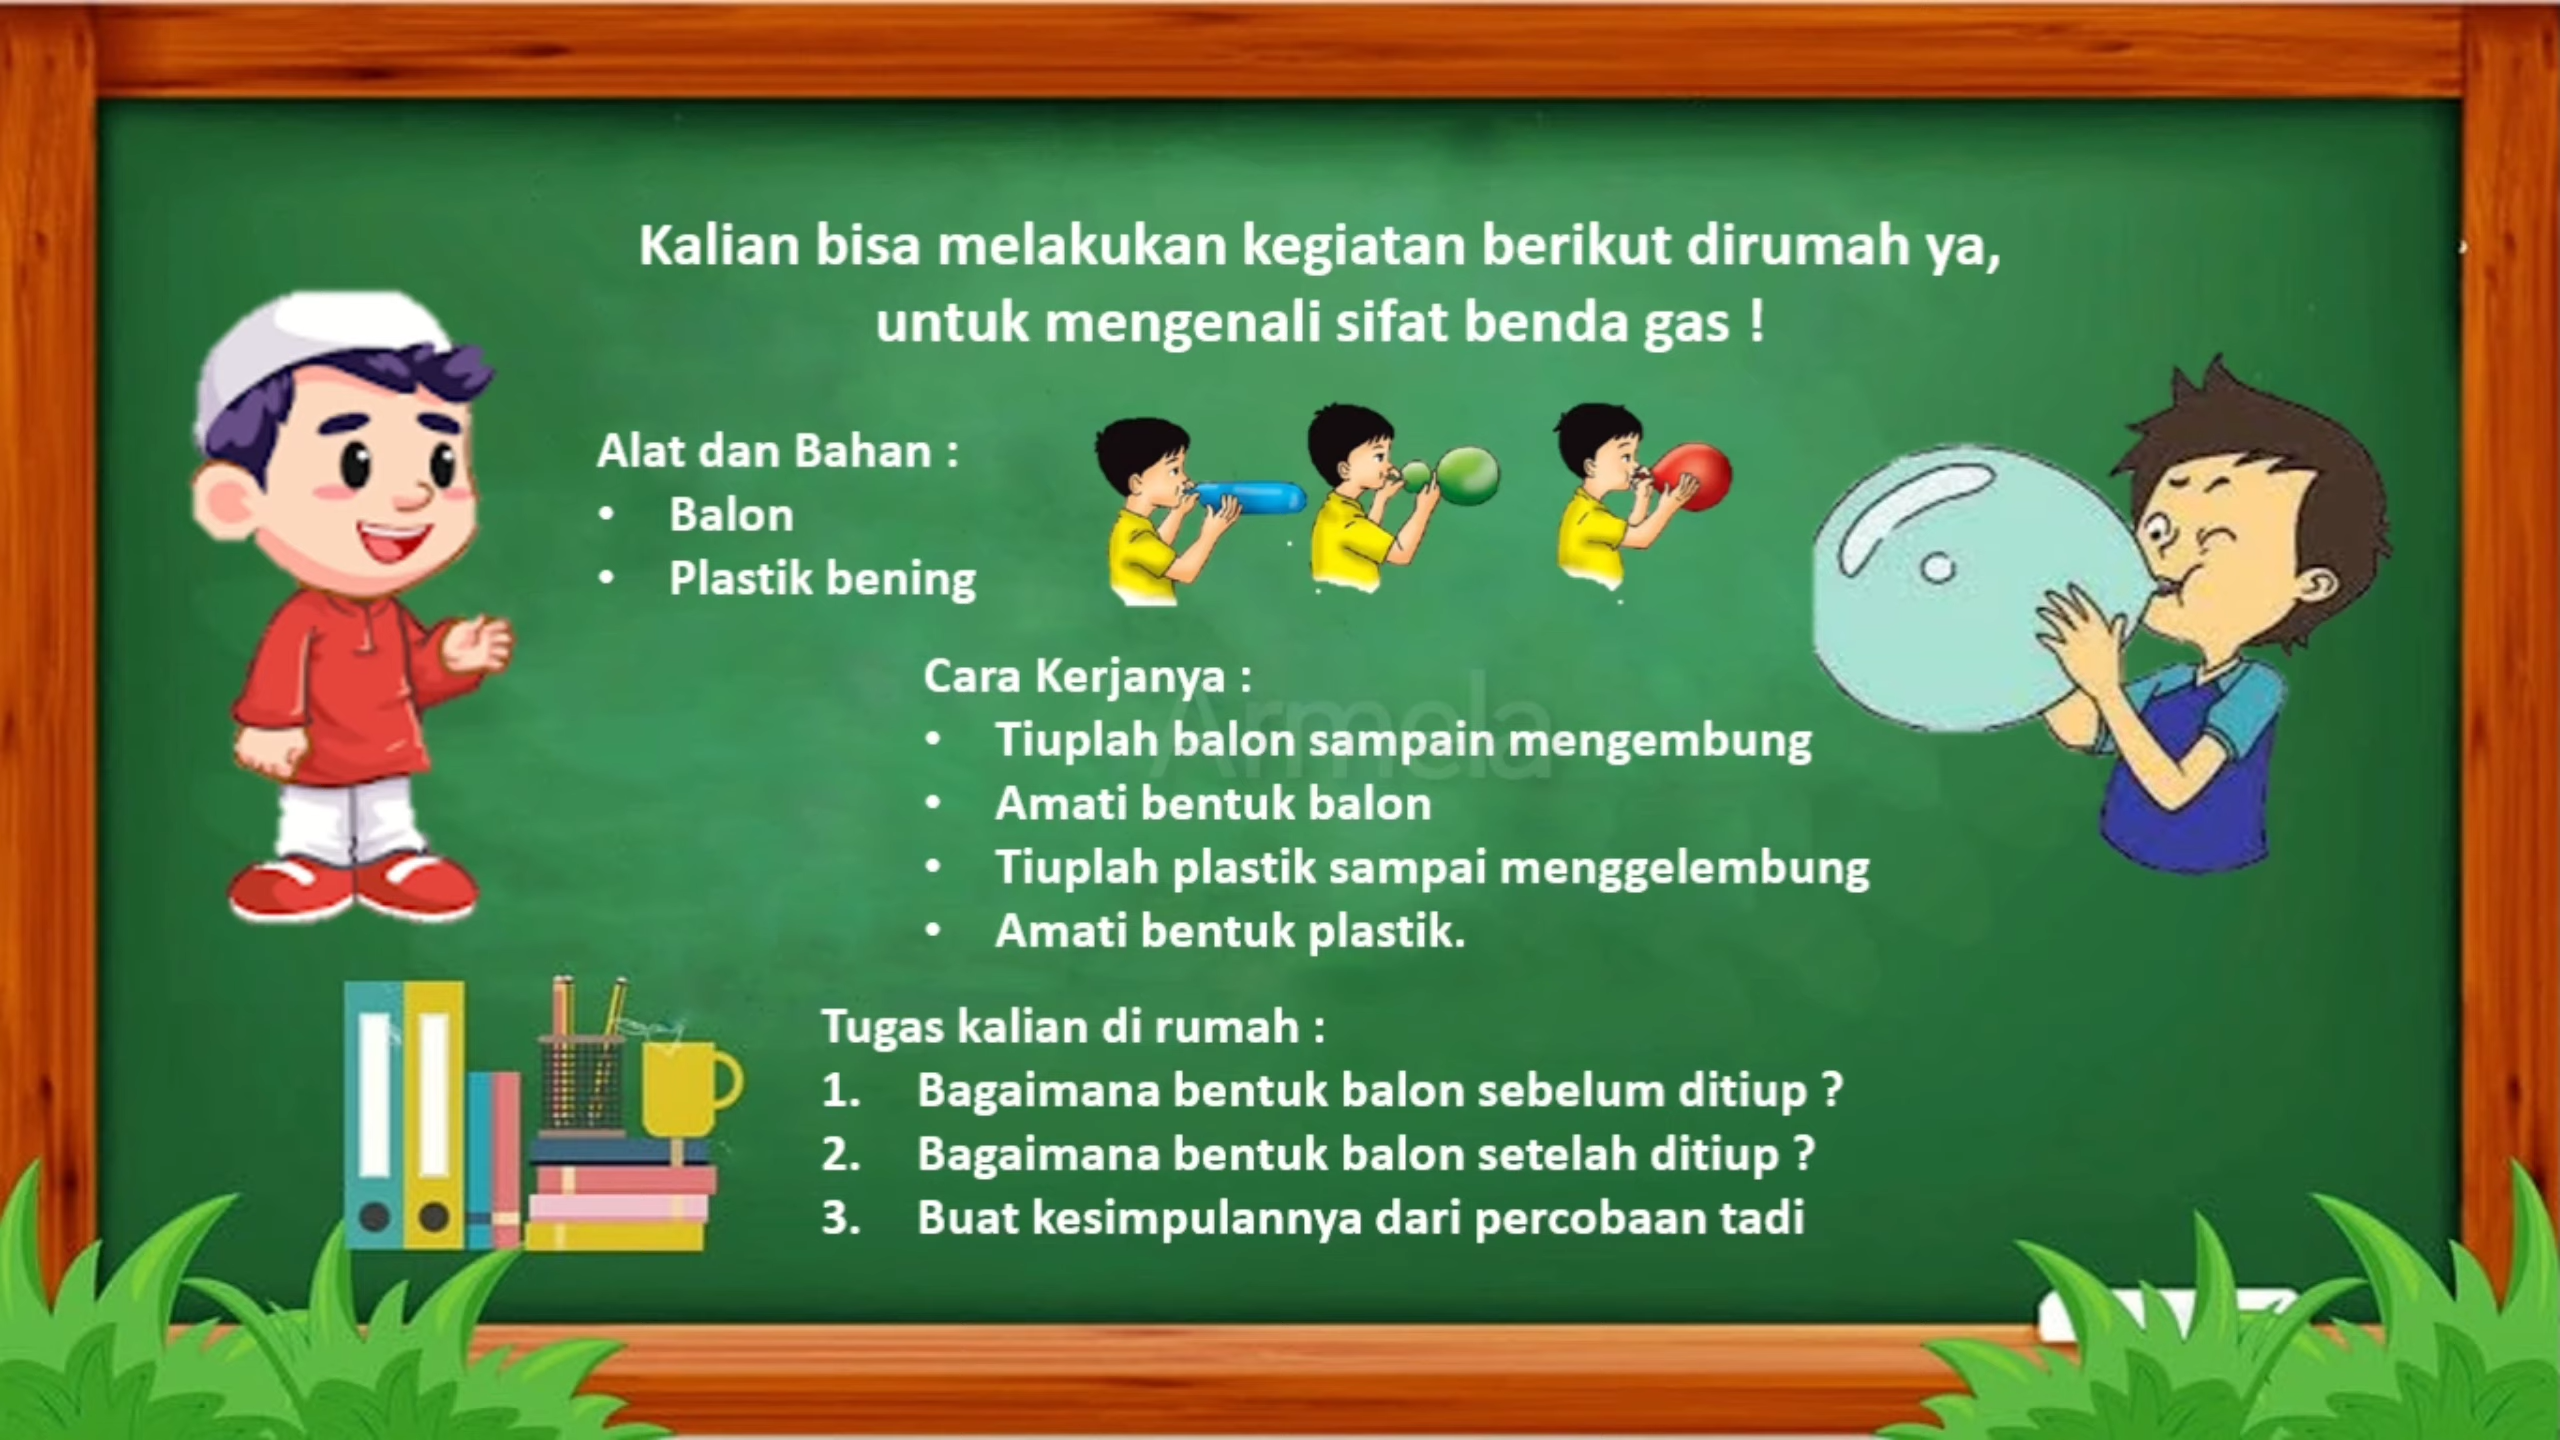 Kalian bisa melakukan kegiatan berikut dirumah ya,
untuk mengenali sifat benda gas !
Alat dan Bahan :
• Balon
• Plastik bening
Cara Kerjanya :
• Tiuplah balon sampain mengembung
• Amati bentuk balon
• Tiuplah plastik sampai menggelembung
• Amati bentuk plastik.
Armela
Tugas kalian di rumah :
1. Bagaimana bentuk balon sebelum ditiup ?
2. Bagaimana bentuk balon setelah ditiup ?
3. Buat kesimpulannya dari percobaan tadi